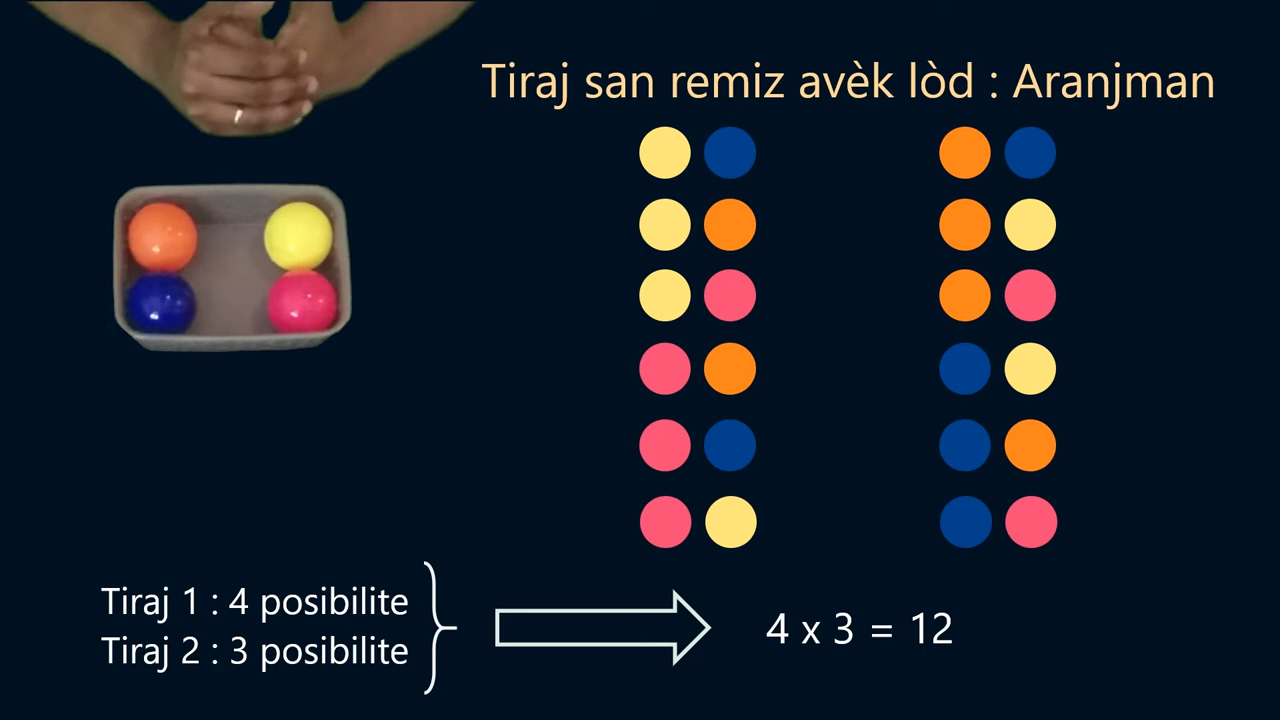 Tiraj san remiz avèk lòd : Aranjman
Tiraj 1 : 4 posibilite
Tiraj 2 : 3 posibilite
4 x 3 = 12